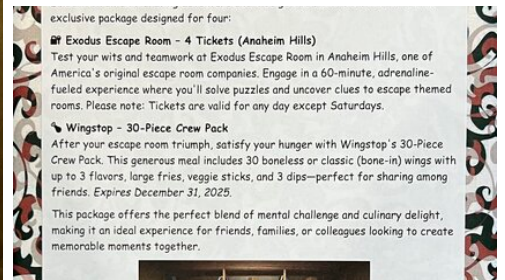 exclusive package designed for four:
Exodus Escape Room – 4 Tickets (Anaheim Hills)
Test your wits and teamwork at Exodus Escape Room in Anaheim Hills, one of
America's original escape room companies. Engage in a 60-minute, adrenaline-
fueled experience where you'll solve puzzles and uncover clues to escape themed
rooms. Please note: Tickets are valid for any day except Saturdays.
Wingstop – 30-Piece Crew Pack
After your escape room triumph, satisfy your hunger with Wingstop's 30-Piece
Crew Pack. This generous meal includes 30 boneless or classic (bone-in) wings with
up to 3 flavors, large fries, veggie sticks, and 3 dips—perfect for sharing among
friends. Expires December 31, 2025.
This package offers the perfect blend of mental challenge and culinary delight,
making it an ideal experience for friends, families, or colleagues looking to create
memorable moments together.